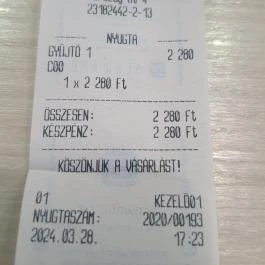 23182442-2-13
NYUGTA
GYŰJTŐ 1 2 280
C00
1 x 2 280 Ft
ÖSSZESEN: 2 280 Ft
KÉSZPÉNZ: 2 280 Ft
KÖSZÖNJÜK A VÁSÁRLÁST!
01 KEZELŐ01
NYUGTASZÁM: 2020/00193
2024.03.28. 17:23